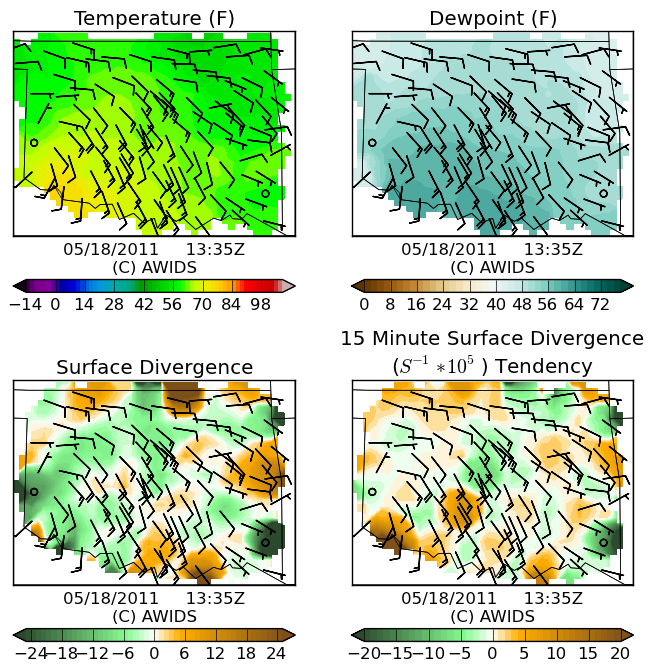 Temperature (F)
Dewpoint (F)
05/18/2011 13:35Z
(C) AWIDS
05/18/2011 13:35Z
(C) AWIDS
−14 0 14 28 42 56 70 84 98
0 8 16 24 32 40 48 56 64 72
Surface Divergence
15 Minute Surface Divergence
(S⁻¹ *10⁵ ) Tendency
05/18/2011 13:35Z
(C) AWIDS
05/18/2011 13:35Z
(C) AWIDS
−24−18−12 −6 0 6 12 18 24
−20−15−10 −5 0 5 10 15 20